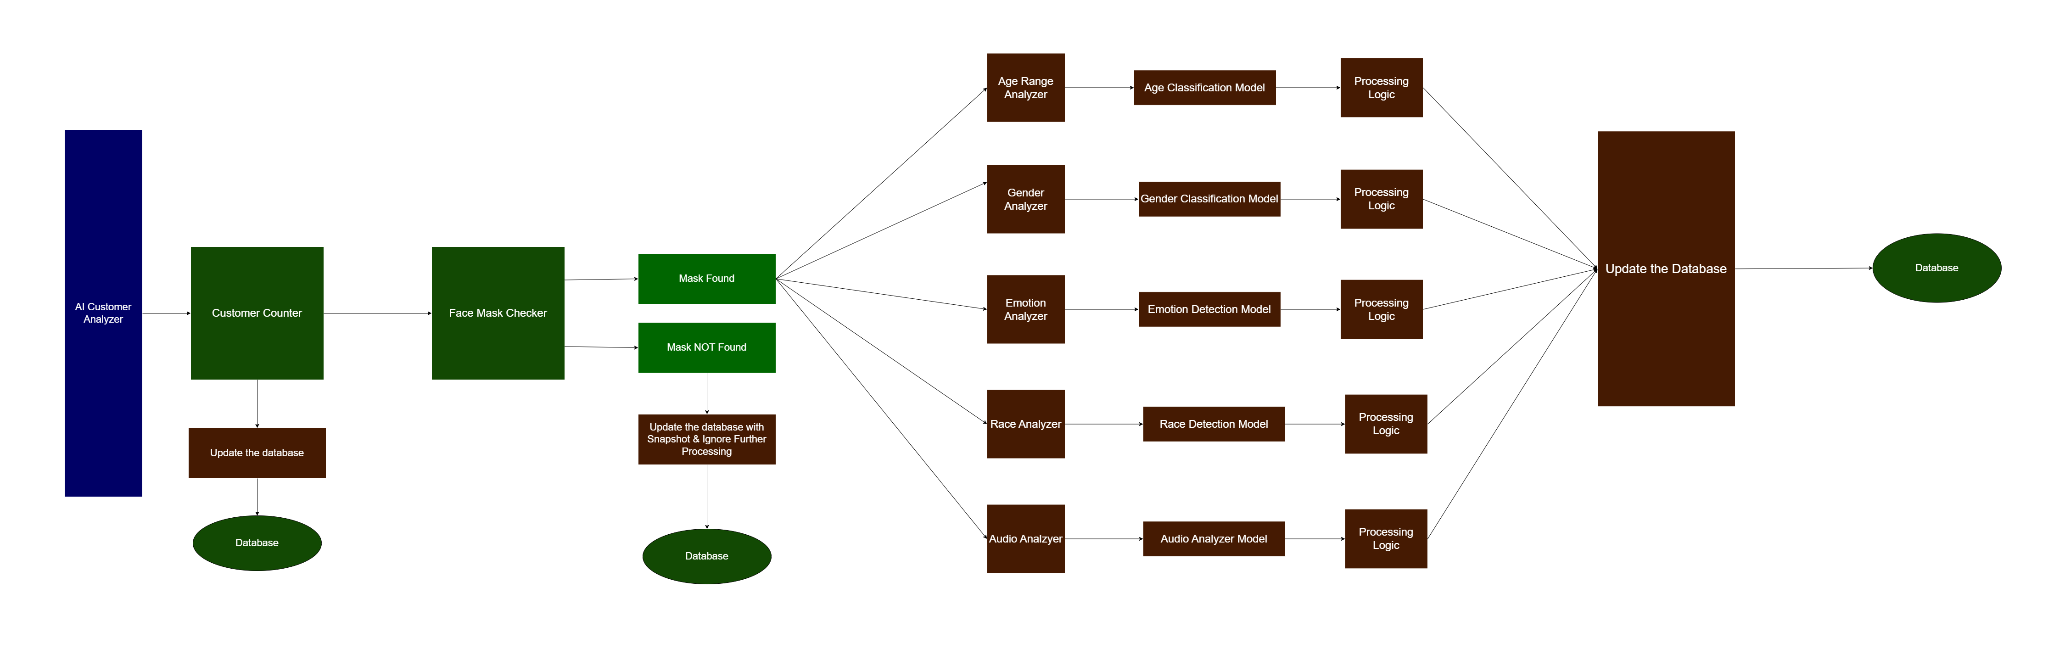 AI Customer
Analyzer
Customer Counter
Update the database
Database
Face Mask Checker
Mask Found
Mask NOT Found
Update the database with
Snapshot & Ignore Further
Processing
Database
Age Range
Analyzer
Age Classification Model
Processing
Logic
Gender
Analyzer
Gender Classification Model
Processing
Logic
Emotion
Analyzer
Emotion Detection Model
Processing
Logic
Race Analyzer
Race Detection Model
Processing
Logic
Audio Analzyer
Audio Analyzer Model
Processing
Logic
Update the Database
Database